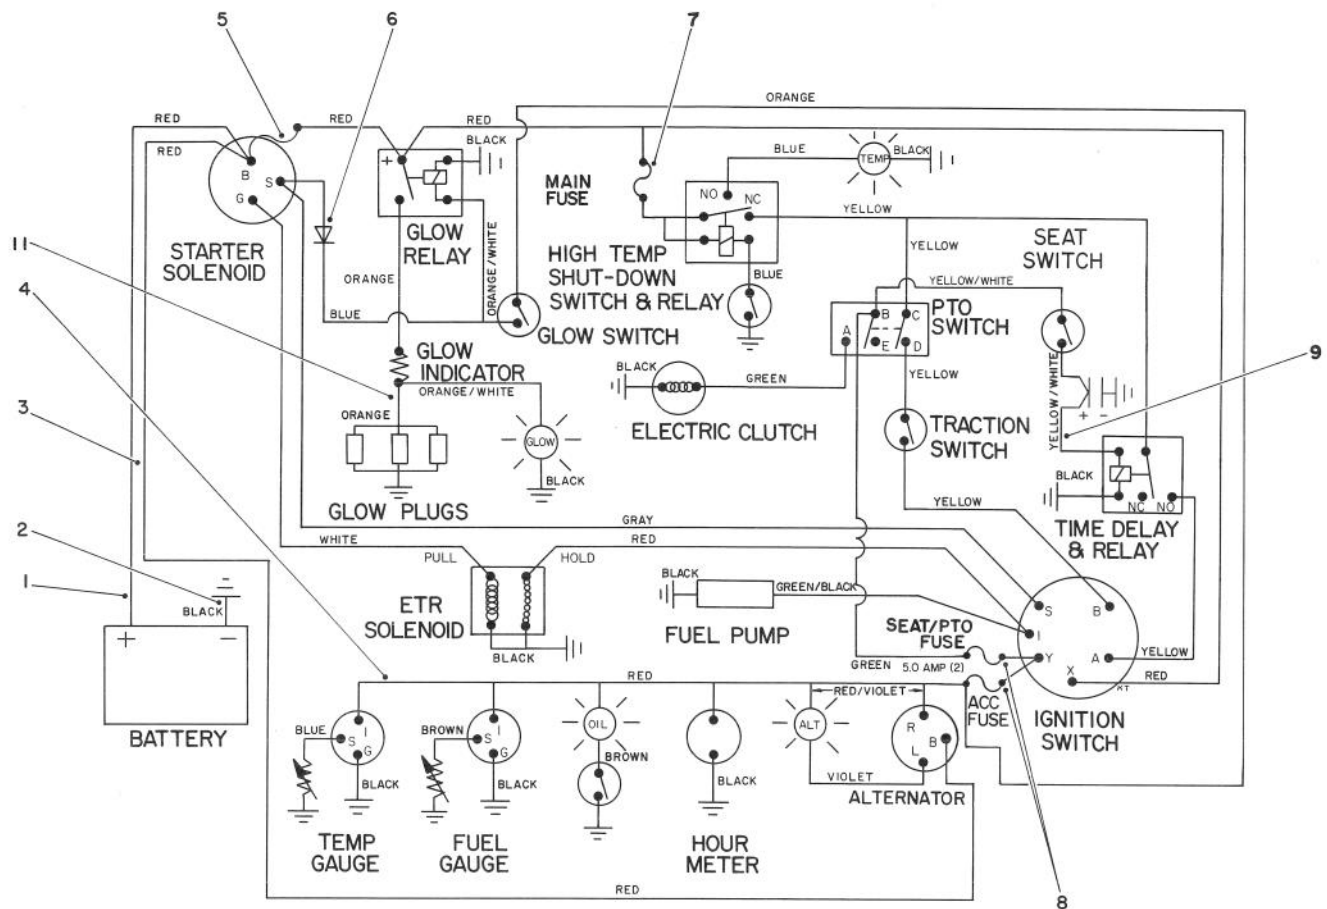 5
6
7
ORANGE
RED
RED
RED
RED
BLACK
BLUE
TEMP
BLACK
B
S
G
+
MAIN
FUSE
NO
NC
YELLOW
11
4
STARTER
SOLENOID
GLOW
RELAY
ORANGE
ORANGE/WHITE
HIGH TEMP
SHUT-DOWN
SWITCH & RELAY
BLUE
YELLOW
SEAT
SWITCH
YELLOW/WHITE
BLUE
GLOW SWITCH
A
B
C
E
D
PTO
SWITCH
GLOW
INDICATOR
ORANGE/WHITE
BLACK
GREEN
YELLOW
YELLOW/WHITE
9
+ -
3
ORANGE
GLOW
ELECTRIC CLUTCH
TRACTION
SWITCH
BLACK
BLACK
GLOW PLUGS
YELLOW
NC
NO
TIME DELAY
& RELAY
GRAY
WHITE
PULL
RED
HOLD
2
1
-
BLACK
+
-
BATTERY
ETR
SOLENOID
BLACK
BLACK
GREEN/BLACK
FUEL PUMP
SEAT/PTO
FUSE
S
B
I
Y
A
X
KT
YELLOW
RED
GREEN
5.0 AMP (2)
ACC
FUSE
IGNITION
SWITCH
RED
RED/VIOLET
BLUE
S
I
G
BROWN
S
I
G
OIL
BROWN
ALT
R
B
L
BLACK
BLACK
BLACK
VIOLET
ALTERNATOR
TEMP
GAUGE
FUEL
GAUGE
HOUR
METER
RED
8